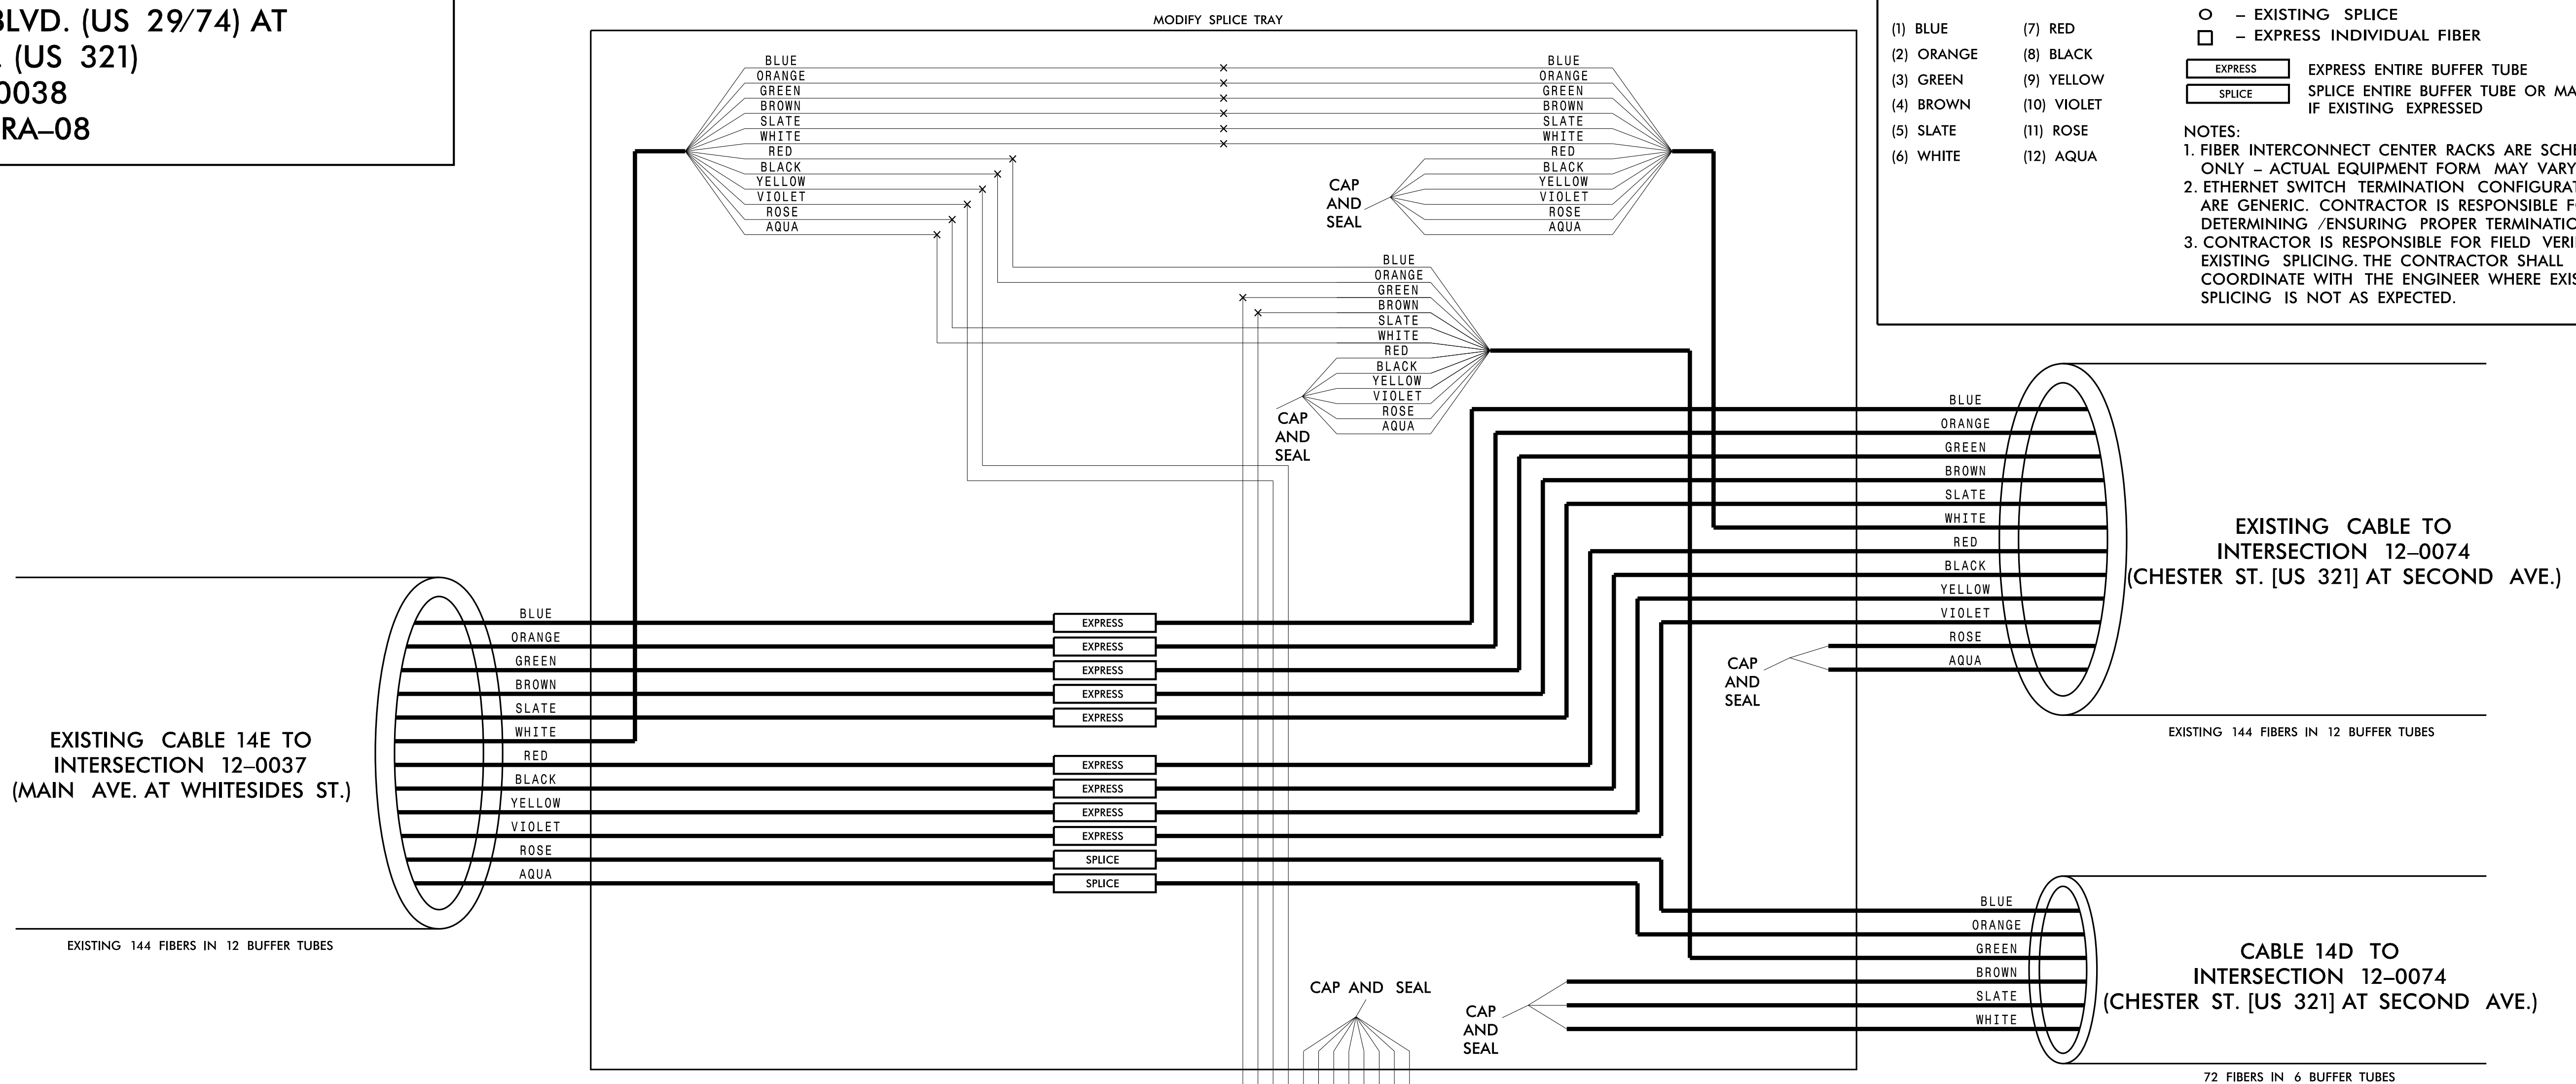 BLVD. (US 29/74) AT
. (US 321)
0038
RA–08
MODIFY SPLICE TRAY
BLUE
ORANGE
GREEN
BROWN
SLATE
WHITE
RED
BLACK
YELLOW
VIOLET
ROSE
AQUA
BLUE
ORANGE
GREEN
BROWN
SLATE
WHITE
RED
BLACK
YELLOW
VIOLET
ROSE
AQUA
CAP
AND
SEAL
BLUE
ORANGE
GREEN
BROWN
SLATE
WHITE
RED
BLACK
YELLOW
VIOLET
ROSE
AQUA
CAP
AND
SEAL
(1) BLUE
(2) ORANGE
(3) GREEN
(4) BROWN
(5) SLATE
(6) WHITE
(7) RED
(8) BLACK
(9) YELLOW
(10) VIOLET
(11) ROSE
(12) AQUA
O – EXISTING SPLICE
– EXPRESS INDIVIDUAL FIBER
EXPRESS EXPRESS ENTIRE BUFFER TUBE
SPLICE SPLICE ENTIRE BUFFER TUBE OR MA
IF EXISTING EXPRESSED
NOTES:
1. FIBER INTERCONNECT CENTER RACKS ARE SCHE
ONLY – ACTUAL EQUIPMENT FORM MAY VARY
2. ETHERNET SWITCH TERMINATION CONFIGURAT
ARE GENERIC. CONTRACTOR IS RESPONSIBLE F
DETERMINING /ENSURING PROPER TERMINATIO
3. CONTRACTOR IS RESPONSIBLE FOR FIELD VERI
EXISTING SPLICING. THE CONTRACTOR SHALL
COORDINATE WITH THE ENGINEER WHERE EXIS
SPLICING IS NOT AS EXPECTED.
BLUE
ORANGE
GREEN
BROWN
SLATE
WHITE
RED
BLACK
YELLOW
VIOLET
ROSE
AQUA
CAP
AND
SEAL
EXISTING CABLE TO
INTERSECTION 12–0074
(CHESTER ST. [US 321] AT SECOND AVE.)
EXISTING 144 FIBERS IN 12 BUFFER TUBES
EXISTING CABLE 14E TO
INTERSECTION 12–0037
(MAIN AVE. AT WHITESIDES ST.)
EXISTING 144 FIBERS IN 12 BUFFER TUBES
BLUE
ORANGE
GREEN
BROWN
SLATE
WHITE
RED
BLACK
YELLOW
VIOLET
ROSE
AQUA
EXPRESS
EXPRESS
EXPRESS
EXPRESS
EXPRESS
EXPRESS
EXPRESS
EXPRESS
EXPRESS
SPLICE
SPLICE
BLUE
ORANGE
GREEN
BROWN
SLATE
WHITE
CAP AND SEAL
CAP
AND
SEAL
CABLE 14D TO
INTERSECTION 12–0074
(CHESTER ST. [US 321] AT SECOND AVE.)
72 FIBERS IN 6 BUFFER TUBES